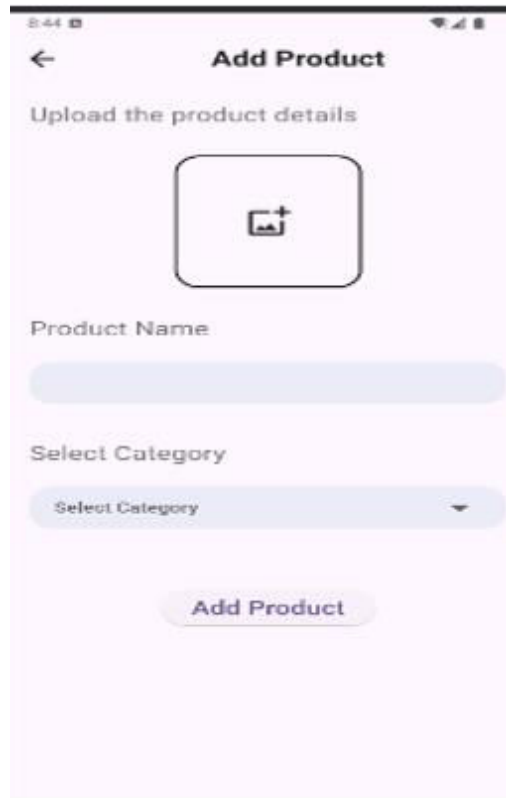 8:44
Add Product
Upload the product details
Product Name
Select Category
Select Category
Add Product